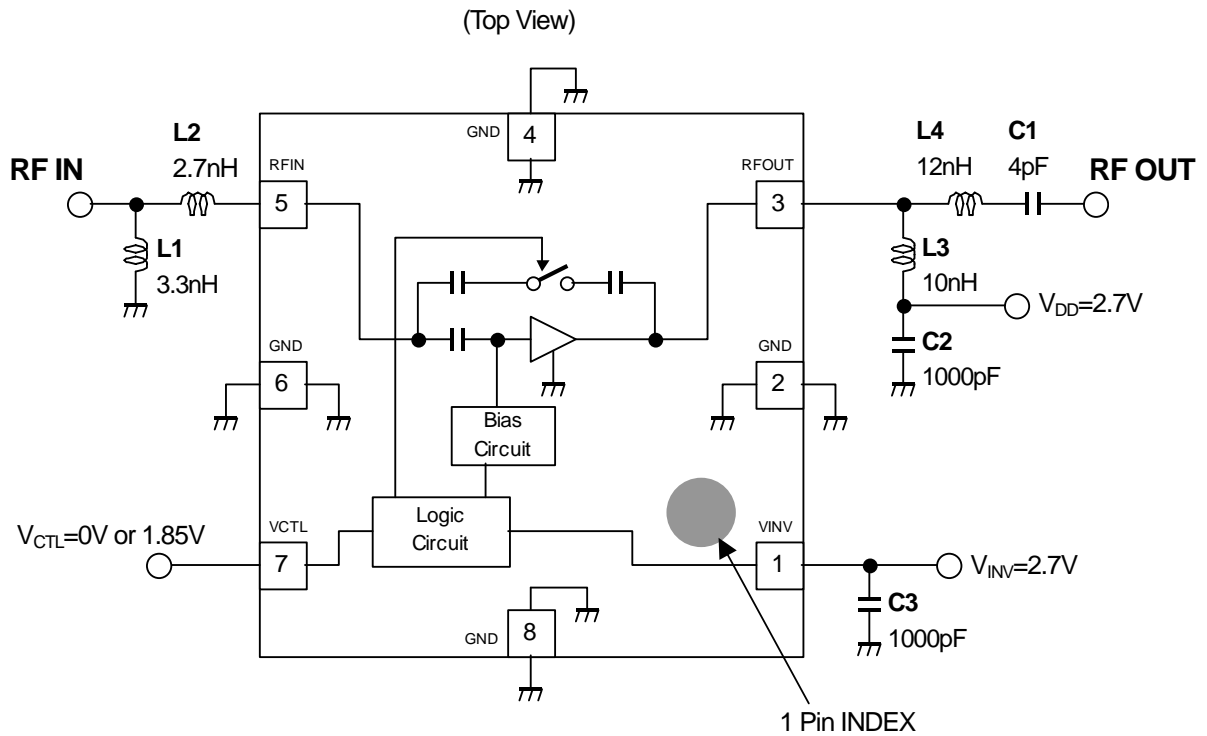 (Top View)
GND
4
L2
2.7nH
RF IN
RFIN
5
L1
3.3nH
RFOUT
3
L4
12nH
C1
4pF
RF OUT
L3
10nH
VDD=2.7V
C2
1000pF
GND
6
GND
2
Bias
Circuit
Logic
Circuit
VCTL=0V or 1.85V
VCTL
7
VINV
1
VINV=2.7V
C3
1000pF
GND
8
1 Pin INDEX